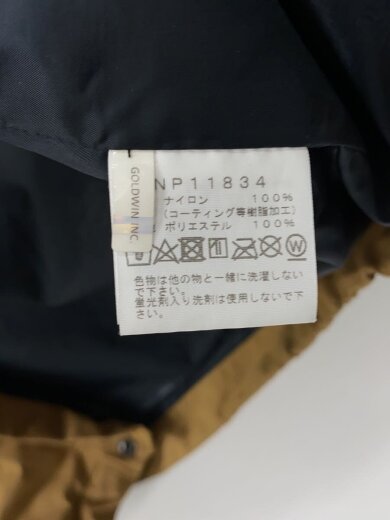 GOLDWIN INC.
NP11834
ナイロン 100%
(コーティング等樹脂加工)
ポリエステル 100%
色物は他の物と一緒に洗濯しない
で下さい。
蛍光剤入り洗剤は使用しないで下
さい。